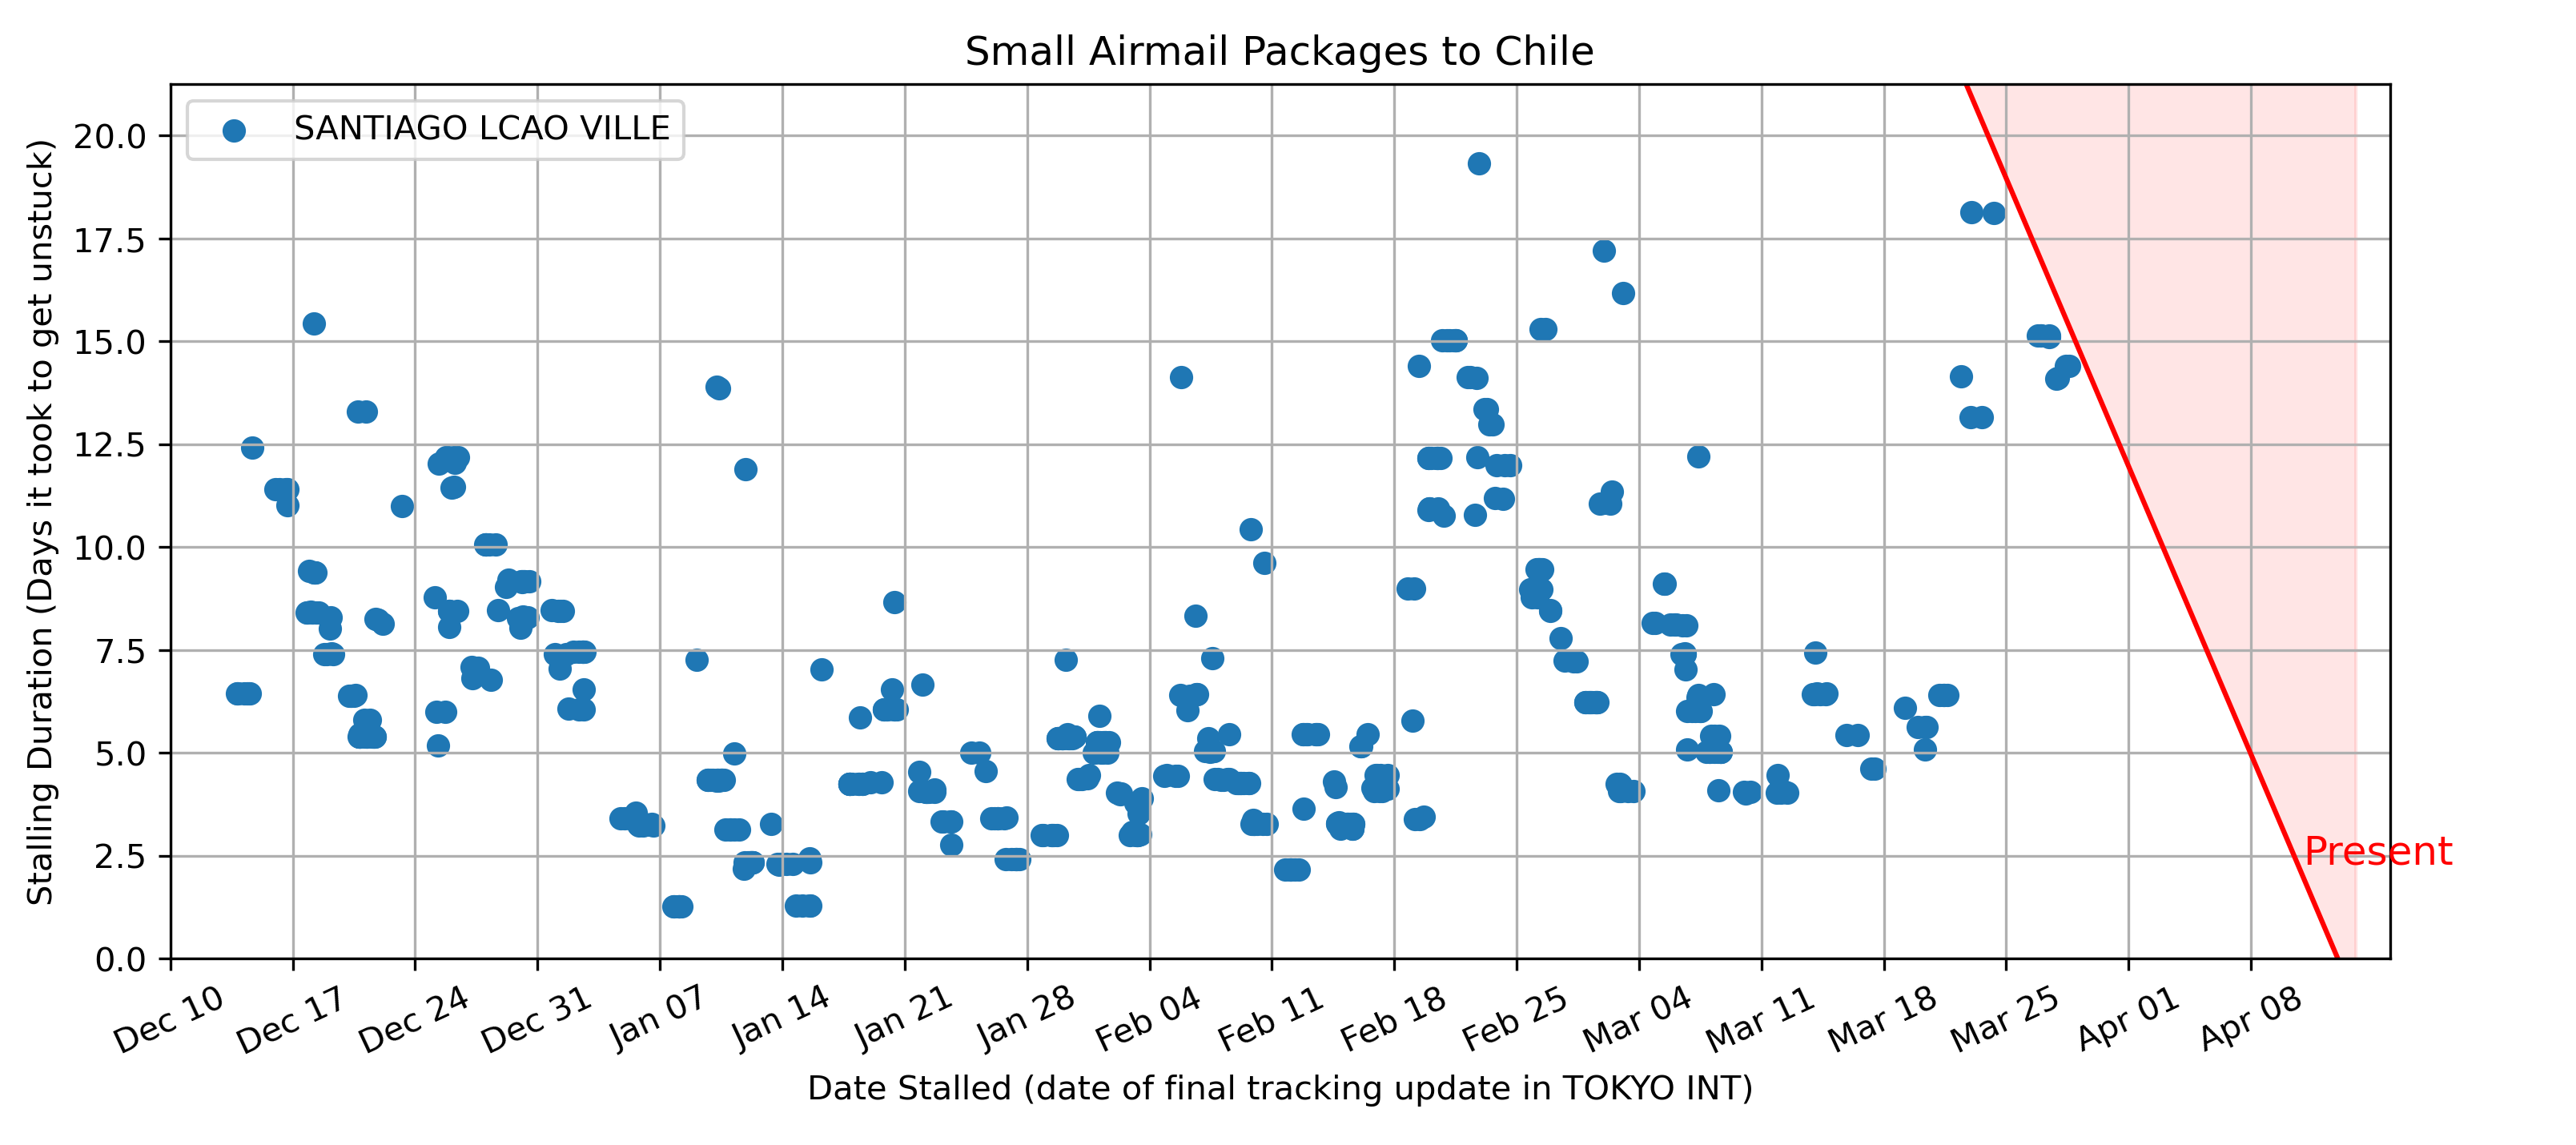 Small Airmail Packages to Chile
SANTIAGO LCAO VILLE
Stalling Duration (Days it took to get unstuck)
20.0
17.5
15.0
12.5
10.0
7.5
5.0
2.5
0.0
Present
Dec 10
Dec 17
Dec 24
Dec 31
Jan 07
Jan 14
Jan 21
Jan 28
Feb 04
Feb 11
Feb 18
Feb 25
Mar 04
Mar 11
Mar 18
Mar 25
Apr 01
Apr 08
Date Stalled (date of final tracking update in TOKYO INT)